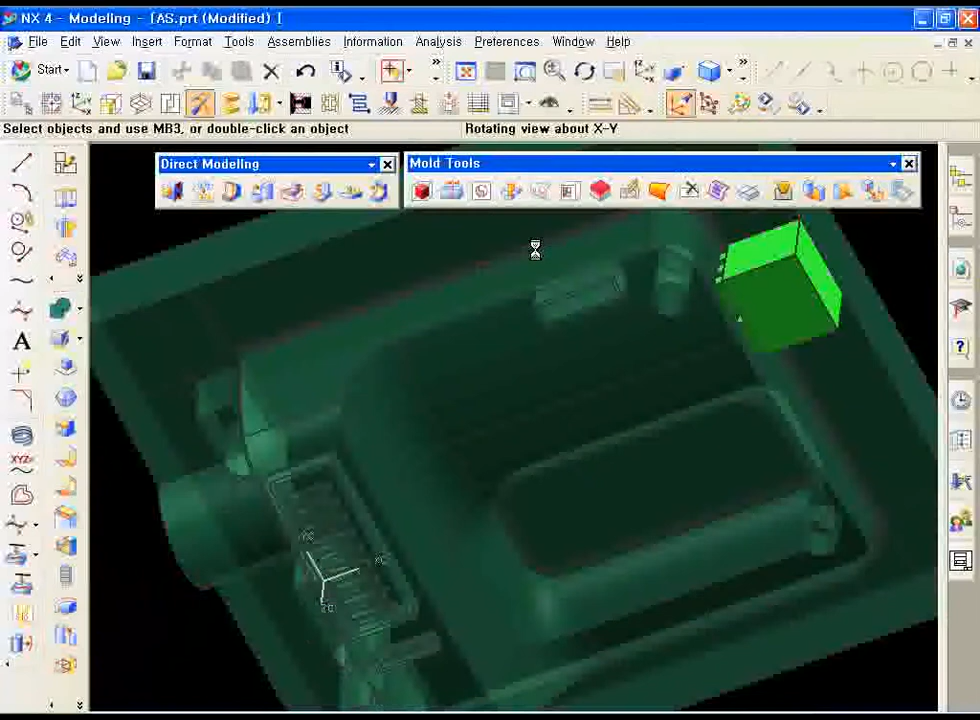 NX 4 - Modeling - [AS.prt (Modified) ]
File Edit View Insert Format Tools Assemblies Information Analysis Preferences Window Help
Start
Select objects and use MB3, or double-click an object Rotating view about X-Y
Direct Modeling Mold Tools
A
XYZ